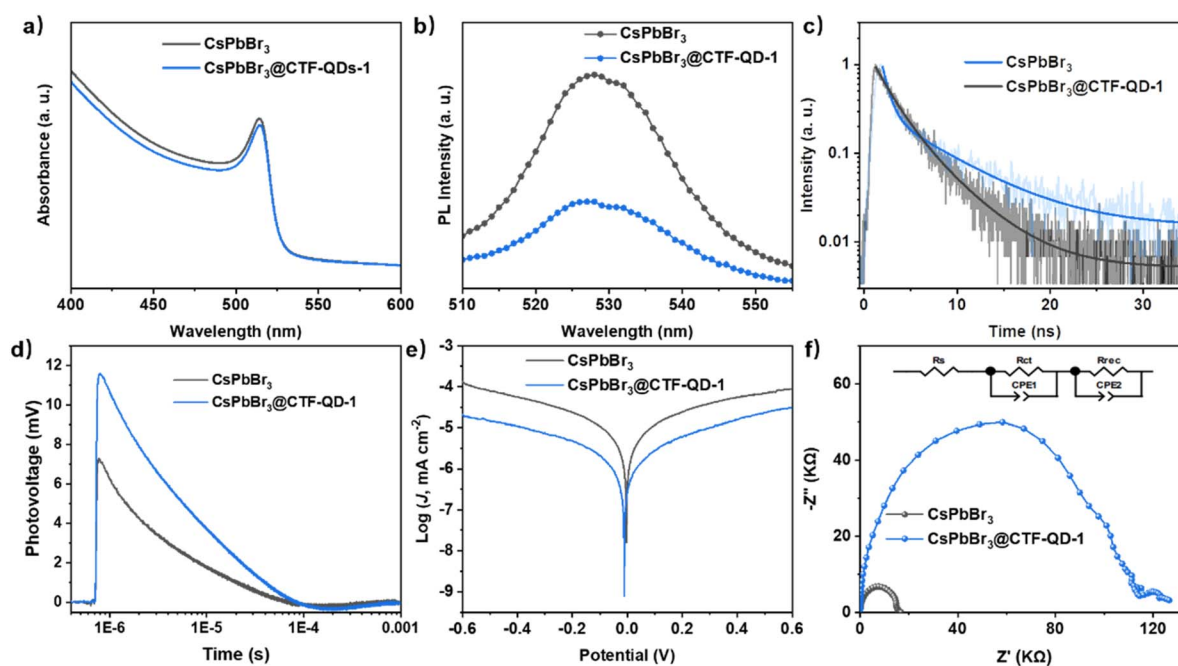 a)
CsPbBr3
CsPbBr3@CTF-QDs-1
Absorbance (a. u.)
400 450 500 550 600
Wavelength (nm)
b)
CsPbBr3
CsPbBr3@CTF-QD-1
PL Intensity (a. u.)
510 520 530 540 550
Wavelength (nm)
c)
CsPbBr3
CsPbBr3@CTF-QD-1
Intensity (a. u.)
1
0.1
0.01
0 10 20 30
Time (ns)
d)
CsPbBr3
CsPbBr3@CTF-QD-1
Photovoltage (mV)
12
10
8
6
4
2
0
1E-6 1E-5 1E-4 0.001
Time (s)
e)
CsPbBr3
CsPbBr3@CTF-QD-1
Log (J, mA cm-2)
-3
-4
-5
-6
-7
-8
-9
-0.6 -0.4 -0.2 0.0 0.2 0.4 0.6
Potential (V)
f)
Rs Rct Rrec
CPE1 CPE2
CsPbBr3
CsPbBr3@CTF-QD-1
-Z'' (KΩ)
60
40
20
0
0 40 80 120
Z' (KΩ)